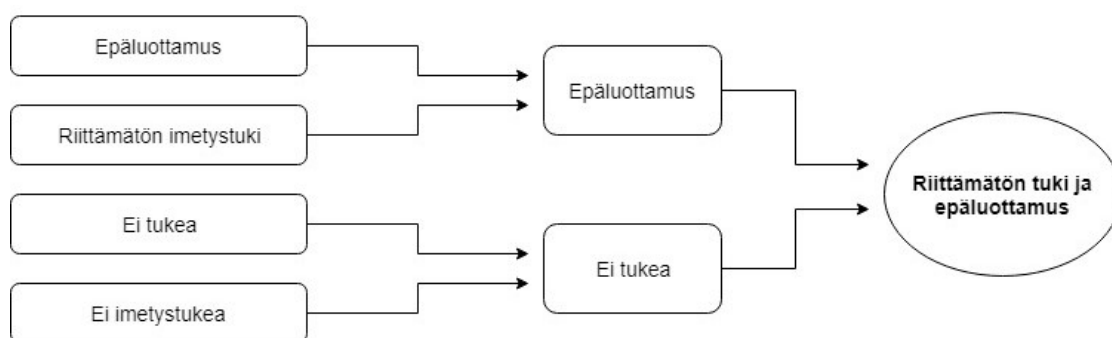 Epäluottamus
Riittämätön imetystuki
Ei tukea
Ei imetystukea
Epäluottamus
Ei tukea
Riittämätön tuki ja
epäluottamus